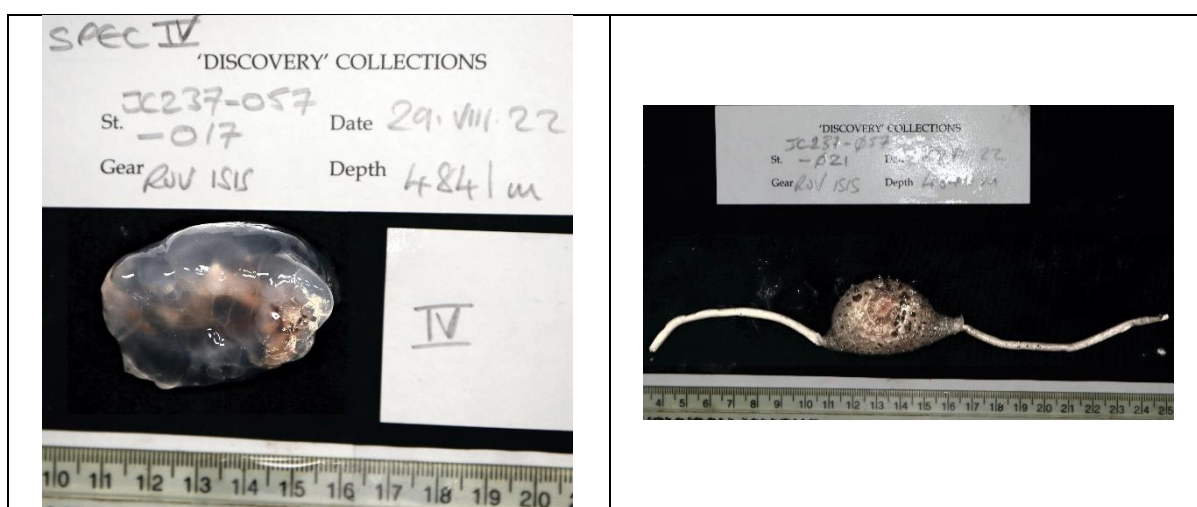 SPEC IV
'DISCOVERY' COLLECTIONS
St. JC237-057
-017
Date 29.VIII.22
Gear ROV ISIS
Depth 4841m
IV
10 11 12 13 14 15 16 17 18 19 20
'DISCOVERY' COLLECTIONS
JC237-057
St. -021
22
Gear ROV ISIS
Depth
4 5 6 7 8 9 10 11 12 13 14 15 16 17 18 19 20 21 22 23 24 25